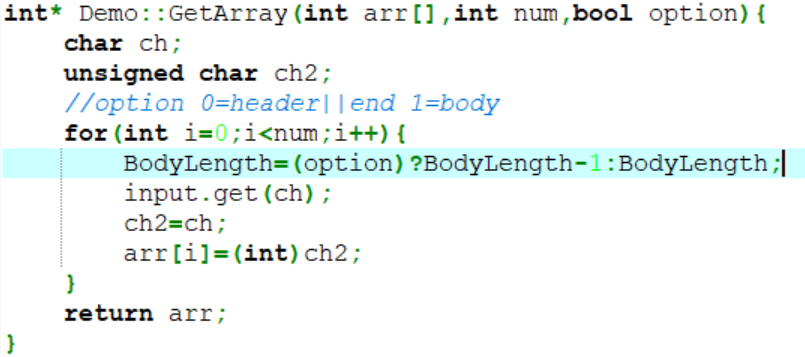 int* Demo::GetArray(int arr[],int num,bool option){
    char ch;
    unsigned char ch2;
    //option 0=header||end 1=body
    for(int i=0;i<num;i++){
        BodyLength=(option)?BodyLength-1:BodyLength;
        input.get(ch);
        ch2=ch;
        arr[i]=(int)ch2;
    }
    return arr;
}